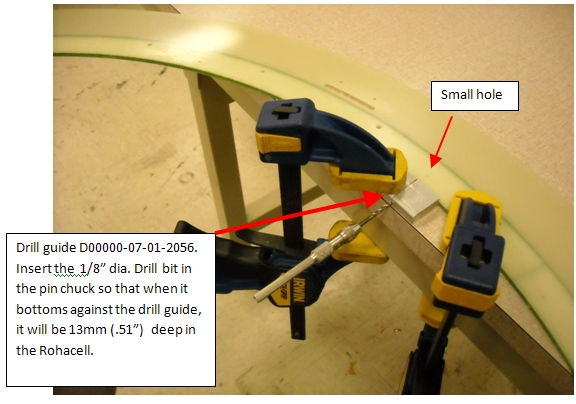 Small hole
Drill guide D00000-07-01-2056.
Insert the 1/8” dia. Drill bit in
the pin chuck so that when it
bottoms against the drill guide,
it will be 13mm (.51”)  deep in
the Rohacell.
IRWIN